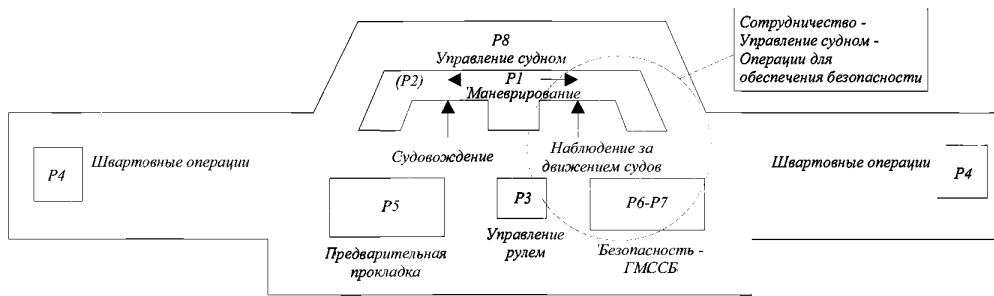 Сотрудничество -
Управление судном -
Операции для
обеспечения безопасности
P8
Управление судном
(P2)
P1
'Маневрирование
Судовождение
Наблюдение за
движением судов
P4
Швартовные операции
Швартовные операции
P4
P5
P3
P6-P7
Предварительная
прокладка
Управление
рулем
'Безопасность -
ГМССБ